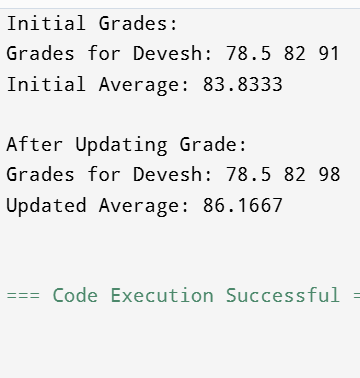 Initial Grades:
Grades for Devesh: 78.5 82 91
Initial Average: 83.8333
After Updating Grade:
Grades for Devesh: 78.5 82 98
Updated Average: 86.1667
=== Code Execution Successful =